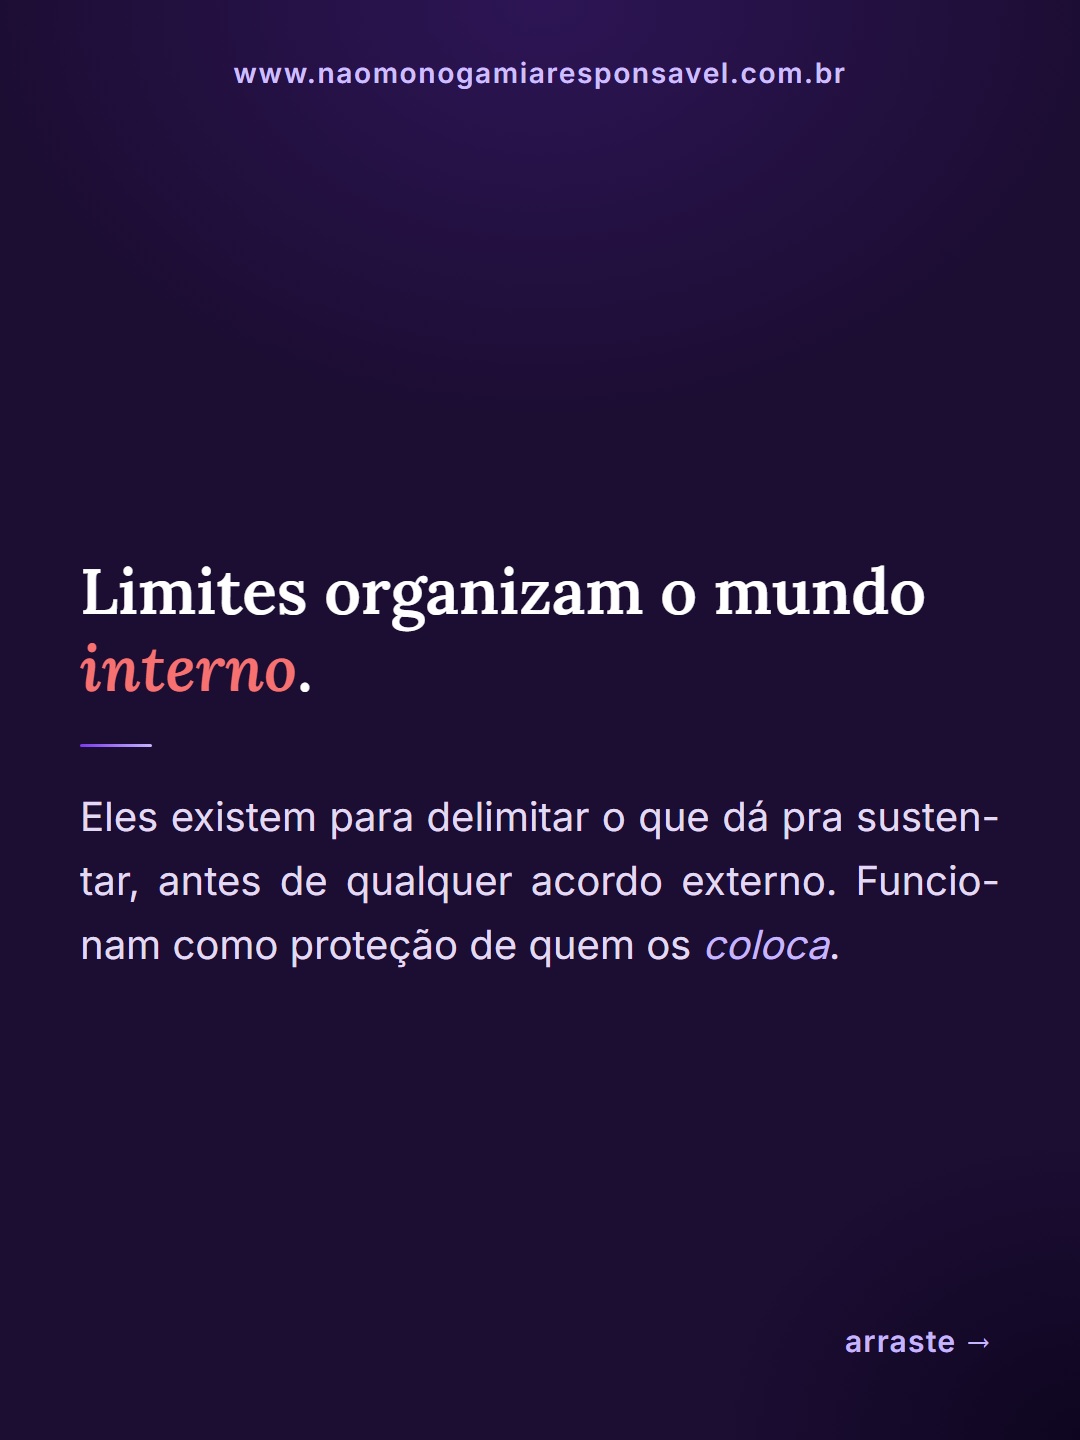 www.naomonogamiaresponsavel.com.br
Limites organizam o mundo
interno.
Eles existem para delimitar o que dá pra susten-
tar, antes de qualquer acordo externo. Funcio-
nam como proteção de quem os coloca.
arraste →